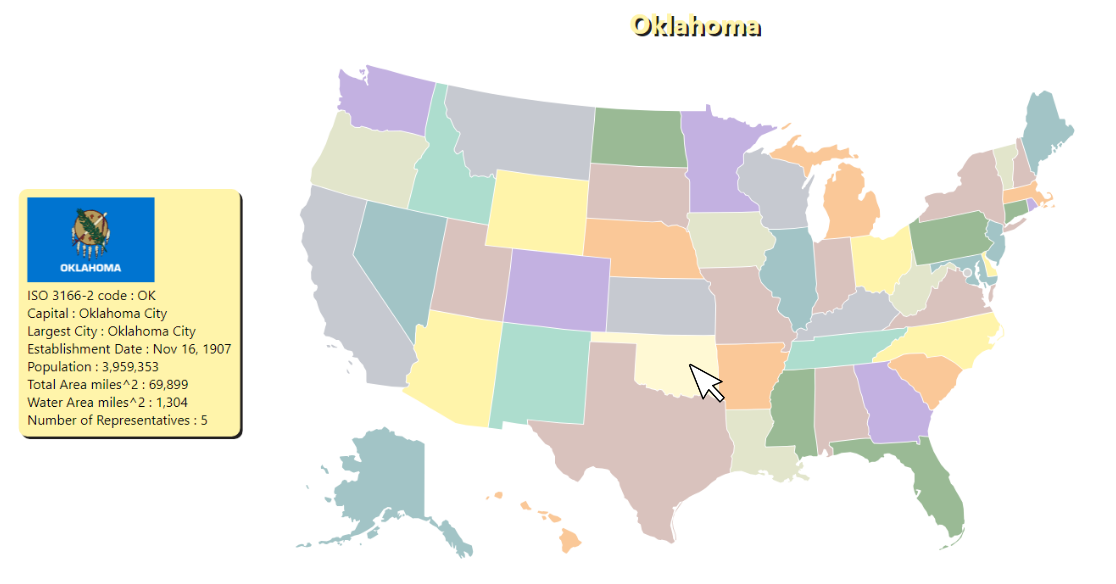 Oklahoma
OKLAHOMA
ISO 3166-2 code : OK
Capital : Oklahoma City
Largest City : Oklahoma City
Establishment Date : Nov 16, 1907
Population : 3,959,353
Total Area miles^2 : 69,899
Water Area miles^2 : 1,304
Number of Representatives : 5